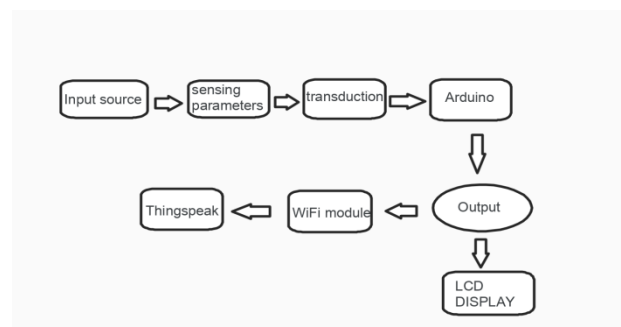 Input source
sensing
parameters
transduction
Arduino
Thingspeak
WiFi module
Output
LCD
DISPLAY